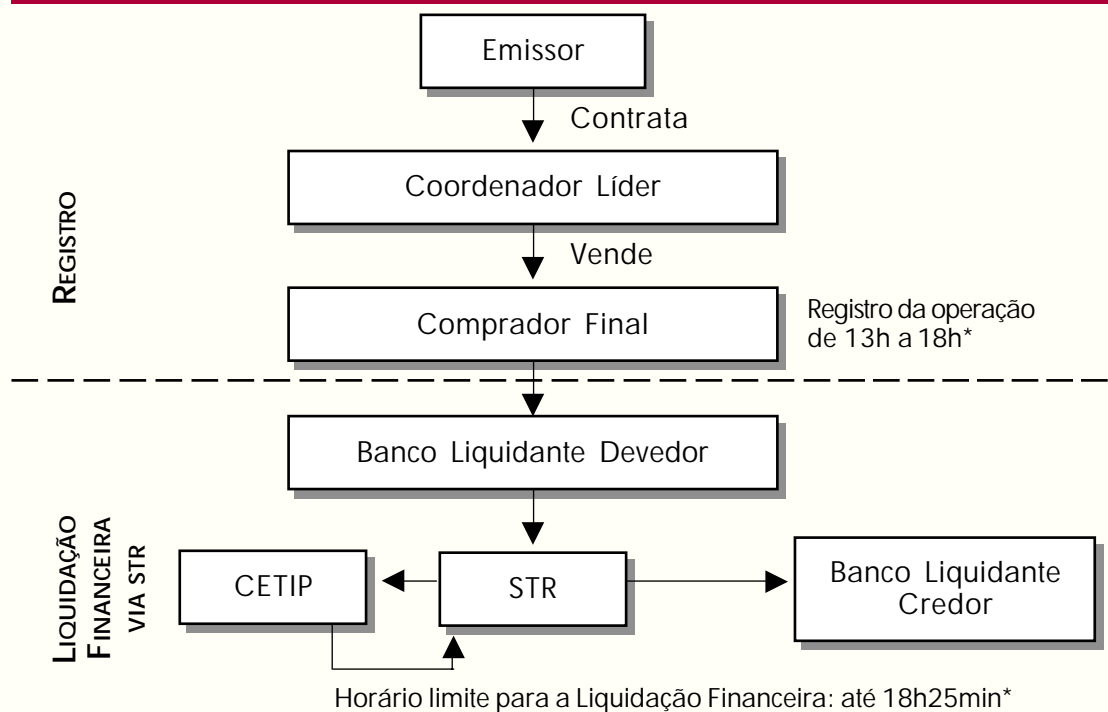 Emissor
Contrata
Coordenador Líder
Vende
REGISTRO
Comprador Final
Registro da operação
de 13h a 18h*
Banco Liquidante Devedor
LIQUIDAÇÃO
FINANCEIRA
VIA STR
CETIP
STR
Banco Liquidante
Credor
Horário limite para a Liquidação Financeira: até 18h25min*